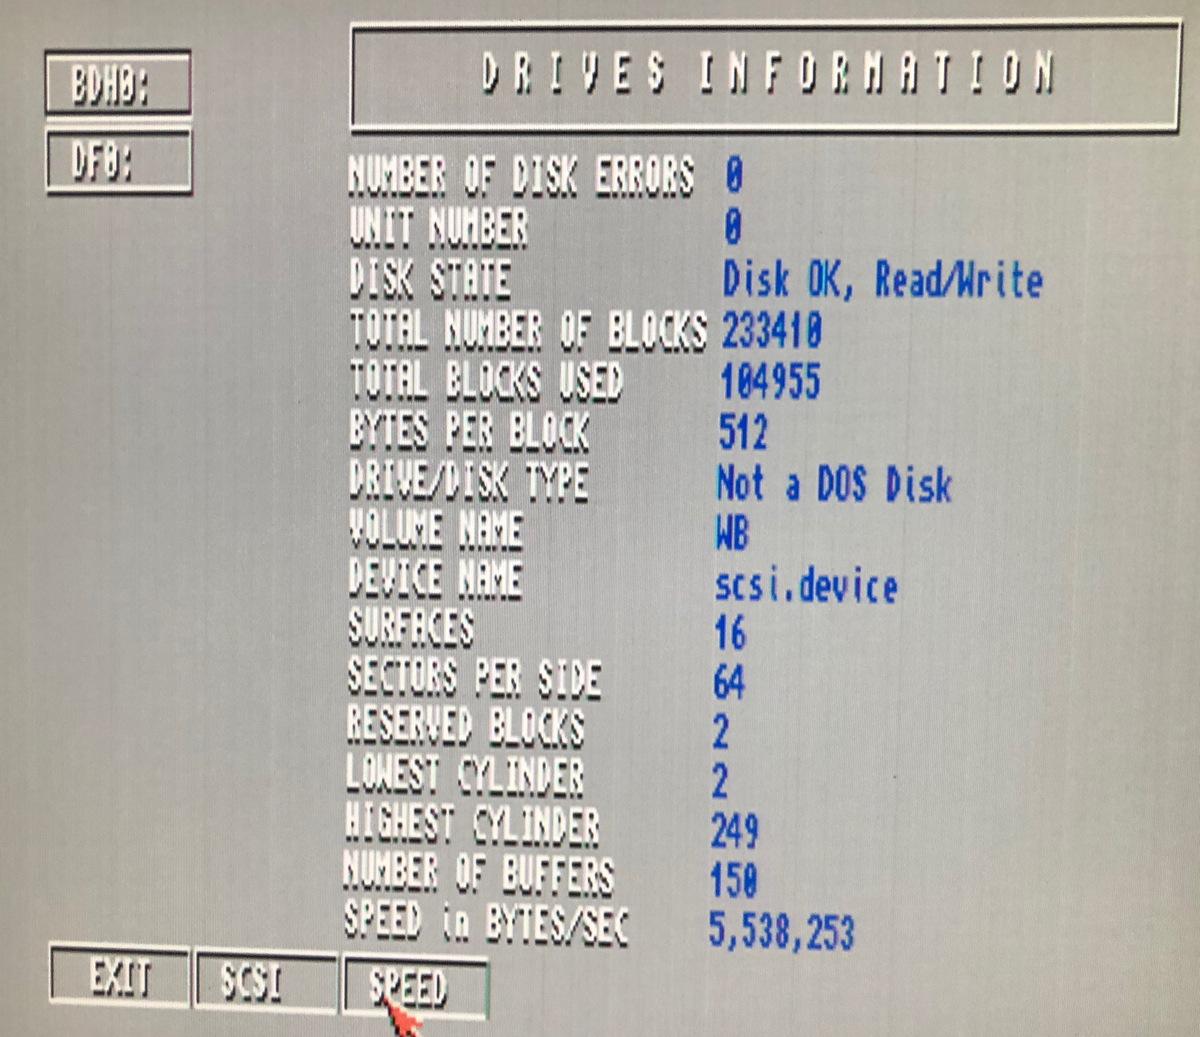 BDH0:
DF0:
DRIVES INFORMATION
NUMBER OF DISK ERRORS 0
UNIT NUMBER 0
DISK STATE Disk OK, Read/Write
TOTAL NUMBER OF BLOCKS 233410
TOTAL BLOCKS USED 104955
BYTES PER BLOCK 512
DRIVE/DISK TYPE Not a DOS Disk
VOLUME NAME WB
DEVICE NAME scsi.device
SURFACES 16
SECTORS PER SIDE 64
RESERVED BLOCKS 2
LOWEST CYLINDER 2
HIGHEST CYLINDER 249
NUMBER OF BUFFERS 150
SPEED in BYTES/SEC 5,538,253
EXIT SCSI SPEED